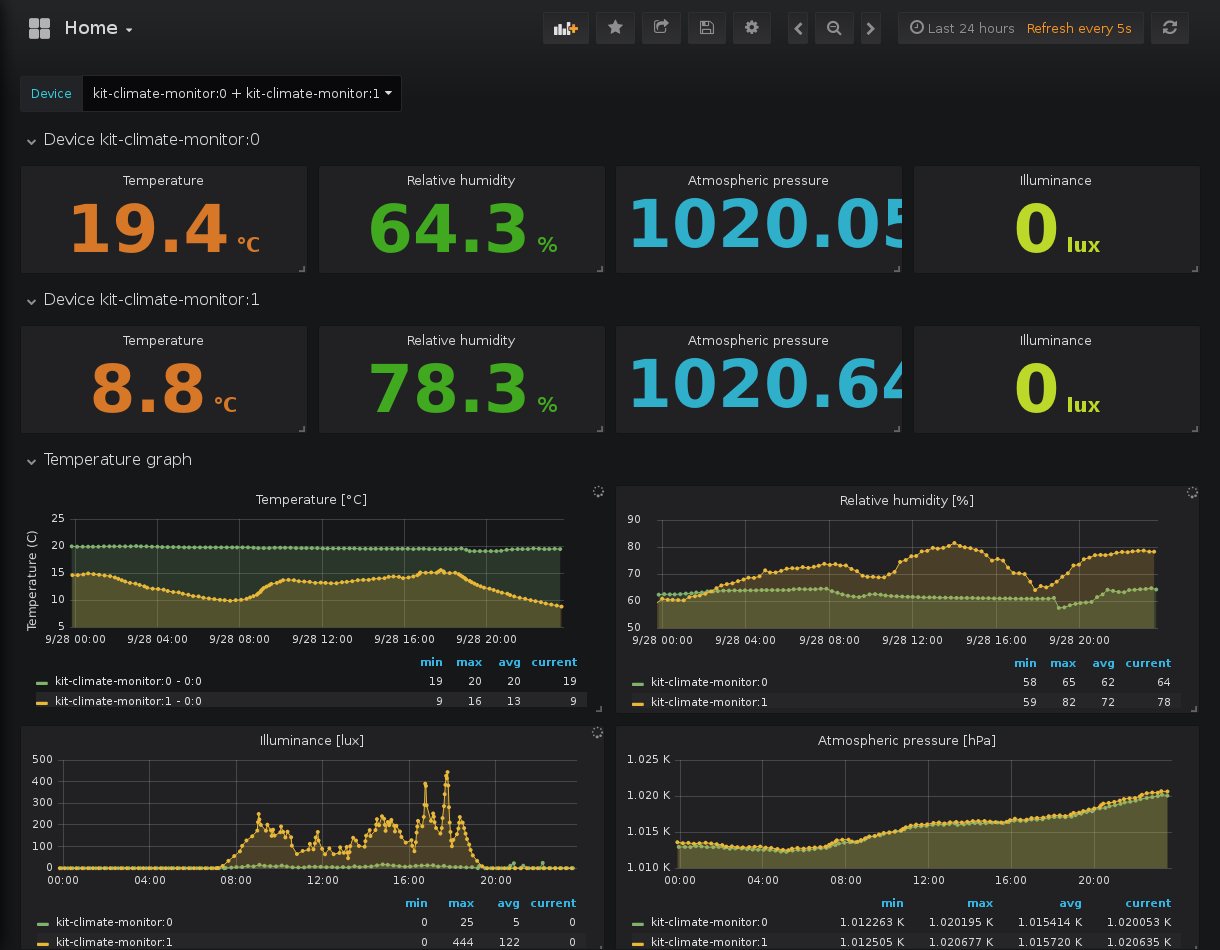 Home
Last 24 hours Refresh every 5s
Device kit-climate-monitor:0 + kit-climate-monitor:1
Device kit-climate-monitor:0
Temperature Relative humidity Atmospheric pressure Illuminance
19.4 °C 64.3 % 1020.05 0 lux
Device kit-climate-monitor:1
Temperature Relative humidity Atmospheric pressure Illuminance
8.8 °C 78.3 % 1020.64 0 lux
Temperature graph
Temperature [°C]
Temperature (C)
25
20
15
10
5
9/28 00:00 9/28 04:00 9/28 08:00 9/28 12:00 9/28 16:00 9/28 20:00
min max avg current
kit-climate-monitor:0 - 0:0 19 20 20 19
kit-climate-monitor:1 - 0:0 9 16 13 9
Relative humidity [%]
90
80
70
60
50
9/28 00:00 9/28 04:00 9/28 08:00 9/28 12:00 9/28 16:00 9/28 20:00
min max avg current
kit-climate-monitor:0 58 65 62 64
kit-climate-monitor:1 59 82 72 78
Illuminance [lux]
500
400
300
200
100
0
00:00 04:00 08:00 12:00 16:00 20:00
min max avg current
kit-climate-monitor:0 0 25 5 0
kit-climate-monitor:1 0 444 122 0
Atmospheric pressure [hPa]
1.025 K
1.020 K
1.015 K
1.010 K
00:00 04:00 08:00 12:00 16:00 20:00
min max avg current
kit-climate-monitor:0 1.012263 K 1.020195 K 1.015414 K 1.020053 K
kit-climate-monitor:1 1.012505 K 1.020677 K 1.015720 K 1.020635 K